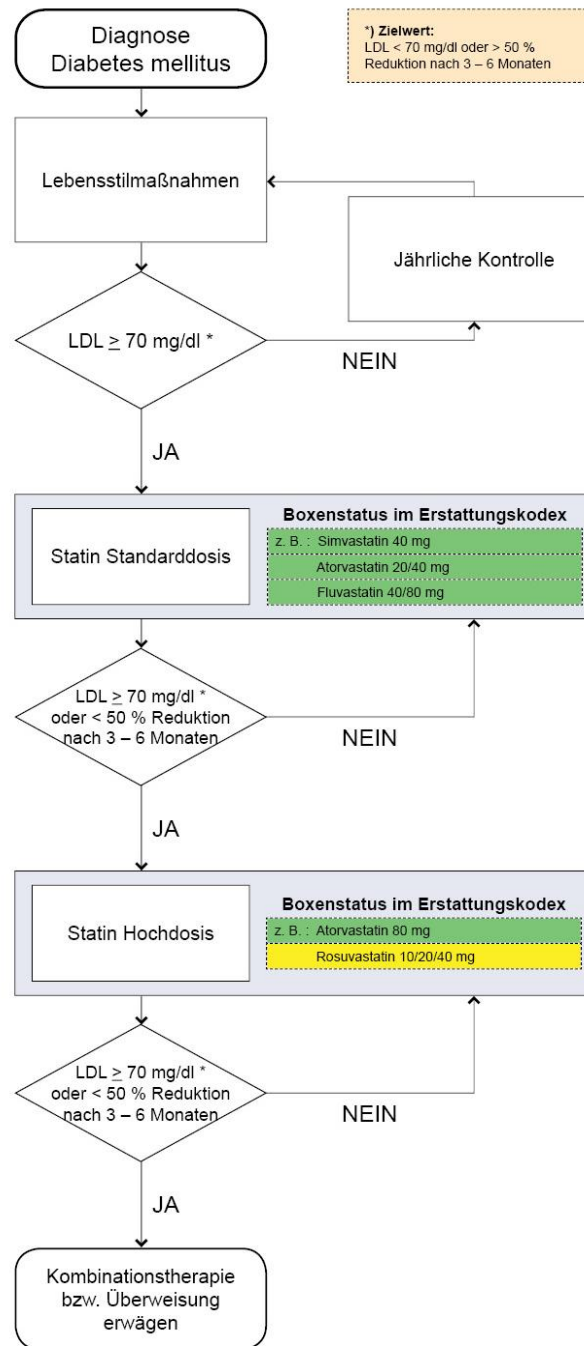 Diagnose
Diabetes mellitus
*) Zielwert:
LDL < 70 mg/dl oder > 50 %
Reduktion nach 3 – 6 Monaten
Lebensstilmaßnahmen
Jährliche Kontrolle
LDL ≥ 70 mg/dl *
NEIN
JA
Statin Standarddosis
Boxenstatus im Erstattungskodex
z. B. : Simvastatin 40 mg
Atorvastatin 20/40 mg
Fluvastatin 40/80 mg
LDL ≥ 70 mg/dl *
oder < 50 % Reduktion
nach 3 – 6 Monaten
NEIN
JA
Statin Hochdosis
Boxenstatus im Erstattungskodex
z. B. : Atorvastatin 80 mg
Rosuvastatin 10/20/40 mg
LDL ≥ 70 mg/dl *
oder < 50 % Reduktion
nach 3 – 6 Monaten
NEIN
JA
Kombinationstherapie
bzw. Überweisung
erwägen